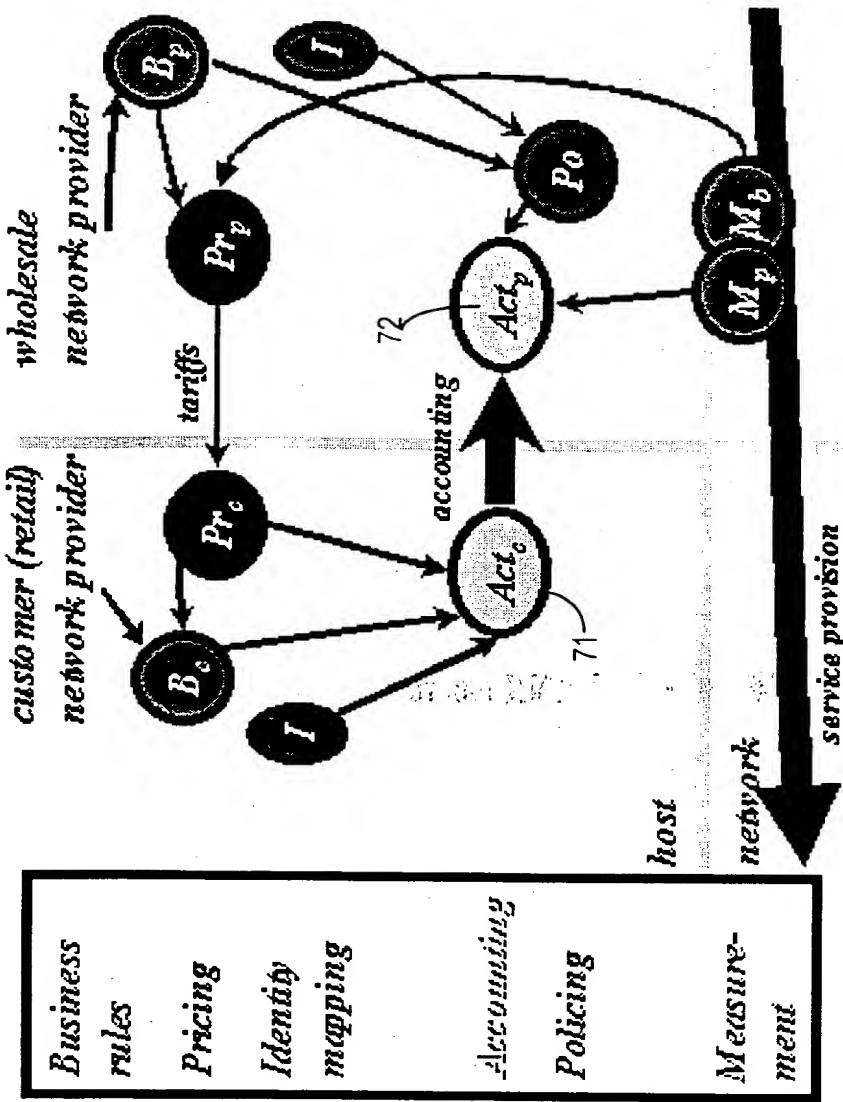 Business
rules
Pricing
Identity
mapping
Accounting
Policing
Measure-
ment
customer (retail)
network provider
wholesale
network provider
B_c
Pr_c
tariffs
Pr_p
B_p
I
I
accounting
Act_c
71
Act_p
72
Po
host
network
M_p
M_b
service provision